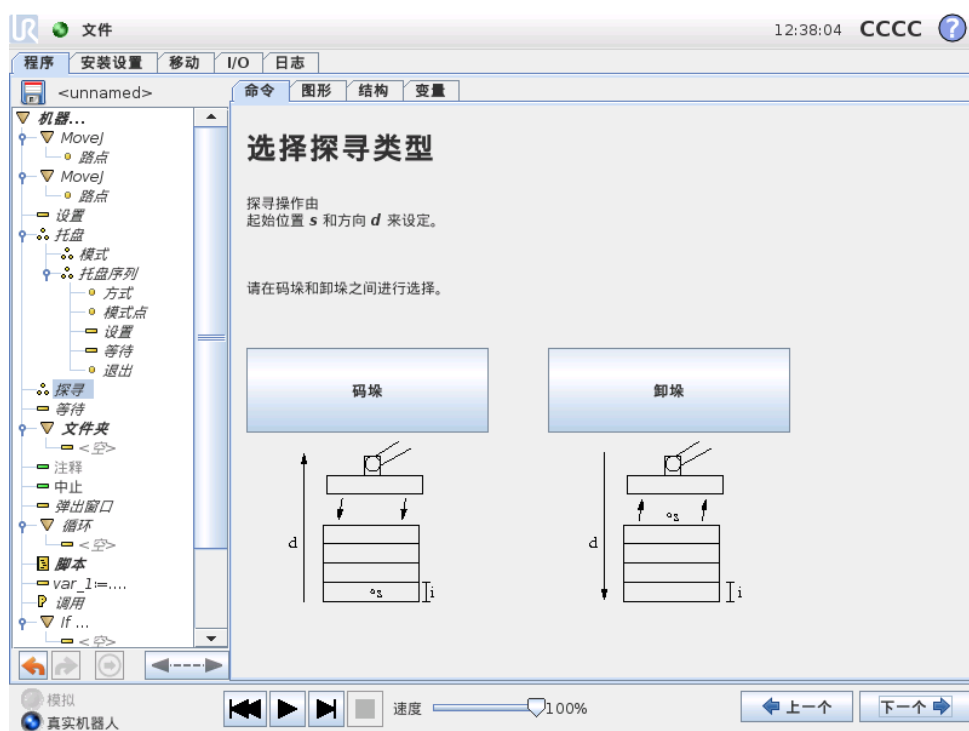 UR 文件 12:38:04 CCCC ?
程序 安装设置 移动 I/O 日志
<unnamed>
命令 图形 结构 变量
机器...
MoveJ
路点
MoveJ
路点
设置
托盘
模式
托盘序列
方式
模式点
设置
等待
退出
探寻
等待
文件夹
<空>
注释
中止
弹出窗口
循环
<空>
脚本
var_1:=....
调用
If ...
<空>
选择探寻类型
探寻操作由
起始位置 s 和方向 d 来设定。
请在码垛和卸垛之间进行选择。
码垛
卸垛
d
s
i
d
s
i
模拟
真实机器人
速度
100%
上一个
下一个